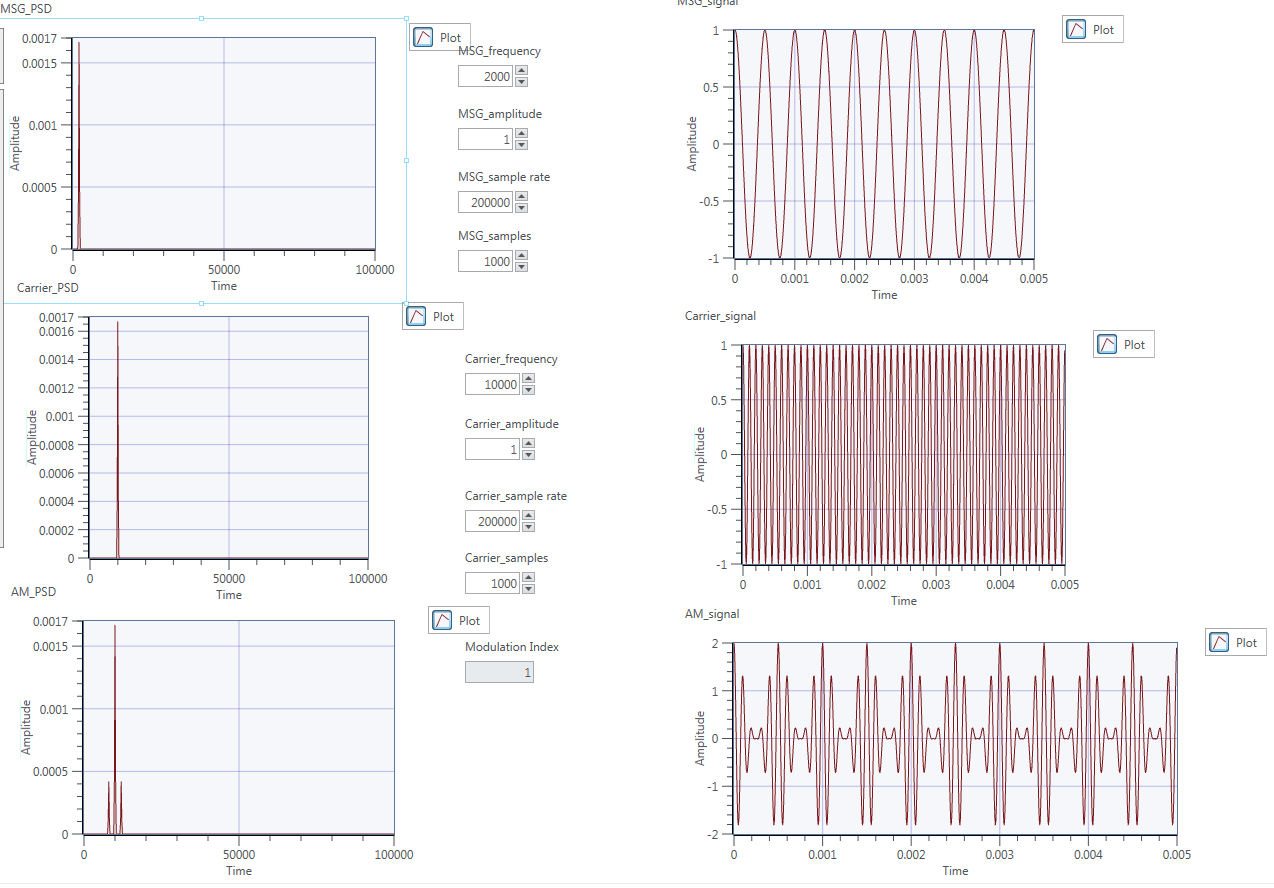 MSG_PSD
Plot
0.0017
0.0015
0.001
0.0005
0
Amplitude
0
50000
100000
Time
MSG_frequency
2000
MSG_amplitude
1
MSG_sample rate
200000
MSG_samples
1000
MSG_signal
Plot
1
0.5
0
-0.5
-1
Amplitude
0
0.001
0.002
0.003
0.004
0.005
Time
Carrier_PSD
Plot
0.0017
0.0016
0.0014
0.0012
0.001
0.0008
0.0006
0.0004
0.0002
0
Amplitude
0
50000
100000
Time
Carrier_frequency
10000
Carrier_amplitude
1
Carrier_sample rate
200000
Carrier_samples
1000
Carrier_signal
Plot
1
0.5
0
-0.5
-1
Amplitude
0
0.001
0.002
0.003
0.004
0.005
Time
AM_PSD
Plot
0.0017
0.0015
0.001
0.0005
0
Amplitude
0
50000
100000
Time
Modulation Index
1
AM_signal
Plot
2
1
0
-1
-2
Amplitude
0
0.001
0.002
0.003
0.004
0.005
Time